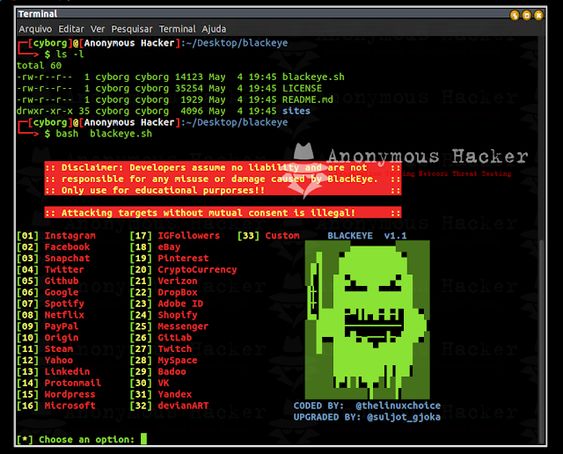 Terminal
Arquivo Editar Ver Pesquisar Terminal Ajuda
[cyborg]@[Anonymous Hacker]:~/Desktop/blackeye
$ ls -l
total 60
-rw-r--r-- 1 cyborg cyborg 14123 May 4 19:45 blackeye.sh
-rw-r--r-- 1 cyborg cyborg 35254 May 4 19:45 LICENSE
-rw-r--r-- 1 cyborg cyborg 1929 May 4 19:45 README.md
drwxr-xr-x 35 cyborg cyborg 4096 May 4 19:45 sites
[cyborg]@[Anonymous Hacker]:~/Desktop/blackeye
$ bash blackeye.sh
Anonymous Hacker
:: Disclaimer: Developers assume no liability and are not ::
:: responsible for any misuse or damage caused by BlackEye. ::
:: Only use for educational purporses!! ::
:: Attacking targets without mutual consent is illegal! ::
[01] Instagram [17] IGFollowers [33] Custom BLACKEYE v1.1
[02] Facebook [18] eBay
[03] Snapchat [19] Pinterest
[04] Twitter [20] CryptoCurrency
[05] Github [21] Verizon
[06] Google [22] DropBox
[07] Spotify [23] Adobe ID
[08] Netflix [24] Shopify
[09] PayPal [25] Messenger
[10] Origin [26] GitLab
[11] Steam [27] Twitch
[12] Yahoo [28] MySpace
[13] Linkedin [29] Badoo
[14] Protonmail [30] VK
[15] Wordpress [31] Yandex
[16] Microsoft [32] devianART
CODED BY: @thelinuxchoice
UPGRADED BY: @suljot_gjoka
[*] Choose an option: